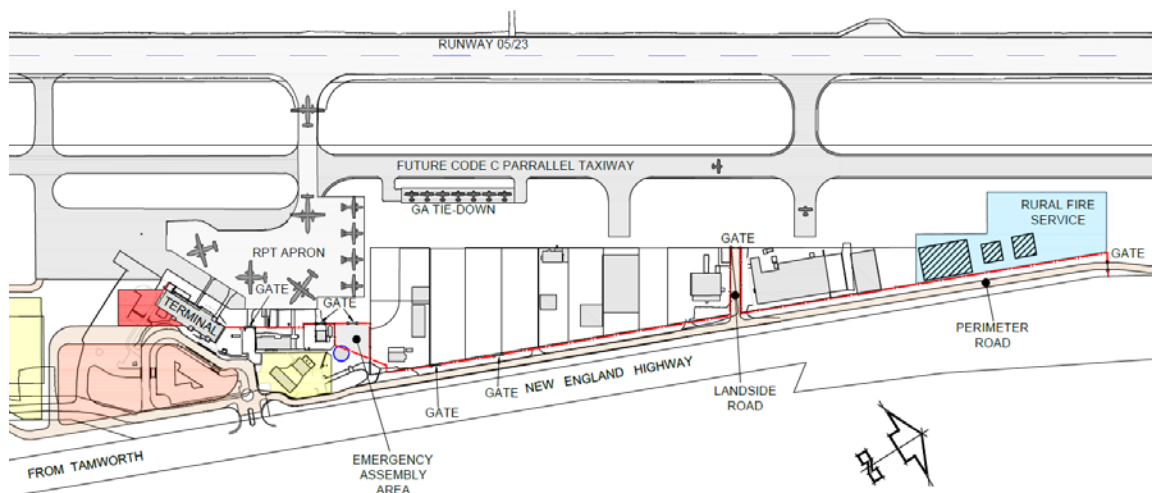 RUNWAY 05/23
FUTURE CODE C PARRALLEL TAXIWAY
GA TIE-DOWN
RURAL FIRE
SERVICE
GATE
RPT APRON
GATE
GATE
TERMINAL
GATE
PERIMETER
ROAD
GATE
NEW ENGLAND HIGHWAY
LANDSIDE
ROAD
GATE
FROM TAMWORTH
EMERGENCY
ASSEMBLY
AREA
N